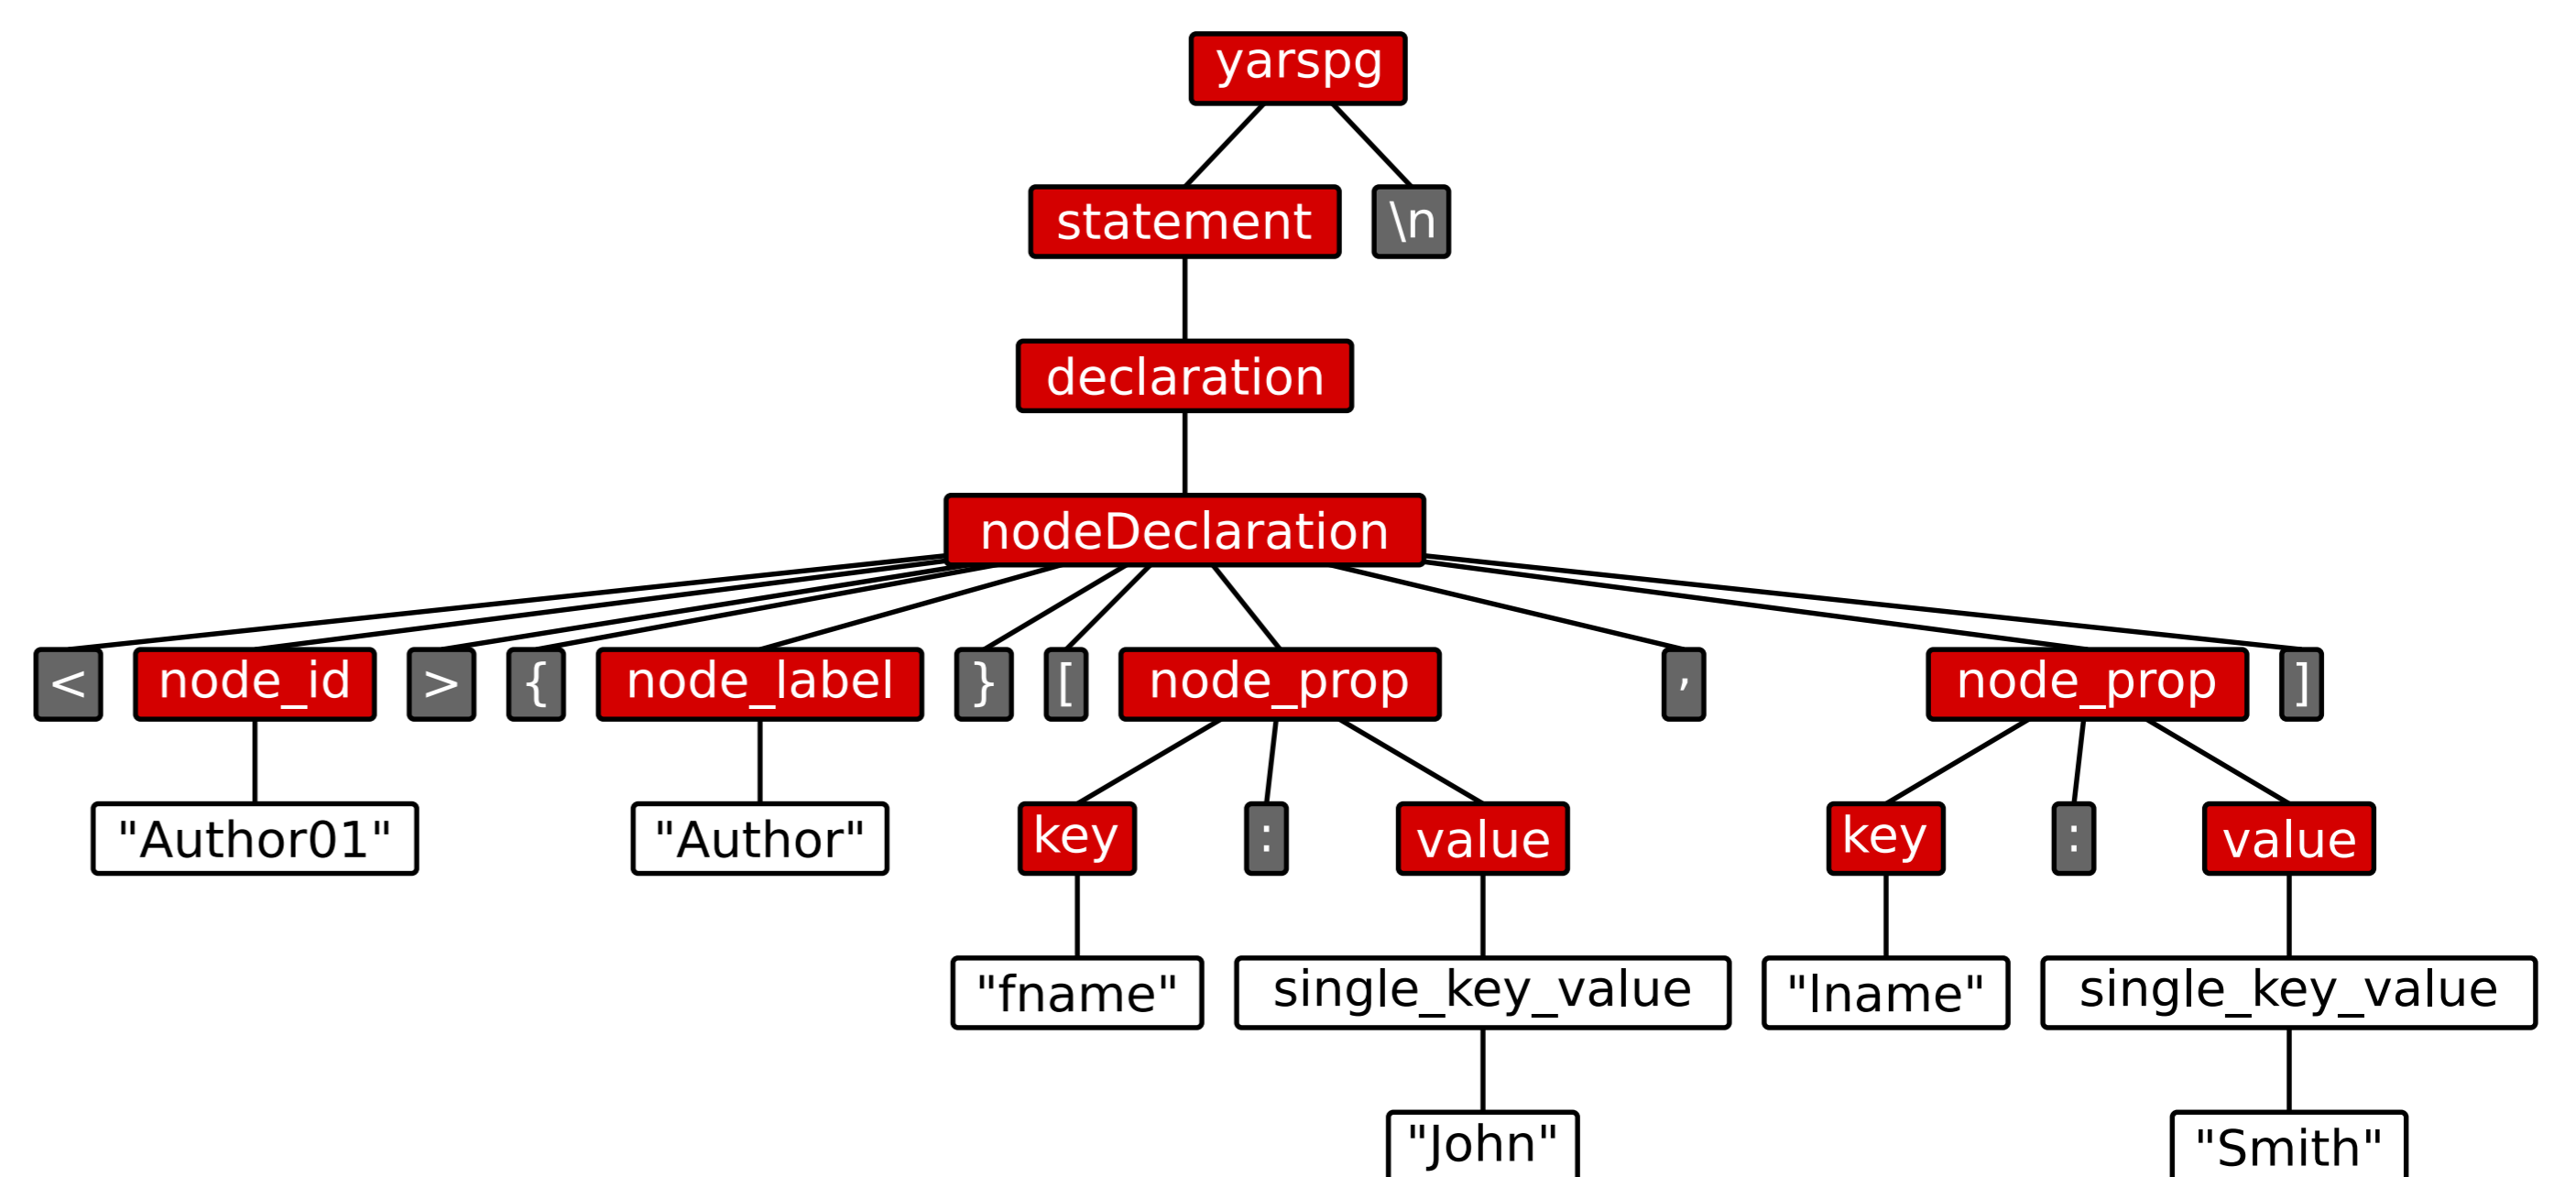 yarspg
statement \n
declaration
nodeDeclaration
< node_id > { node_label } [ node_prop , node_prop ]
"Author01" "Author" key : value key : value
"fname" single_key_value "lname" single_key_value
"John" "Smith"